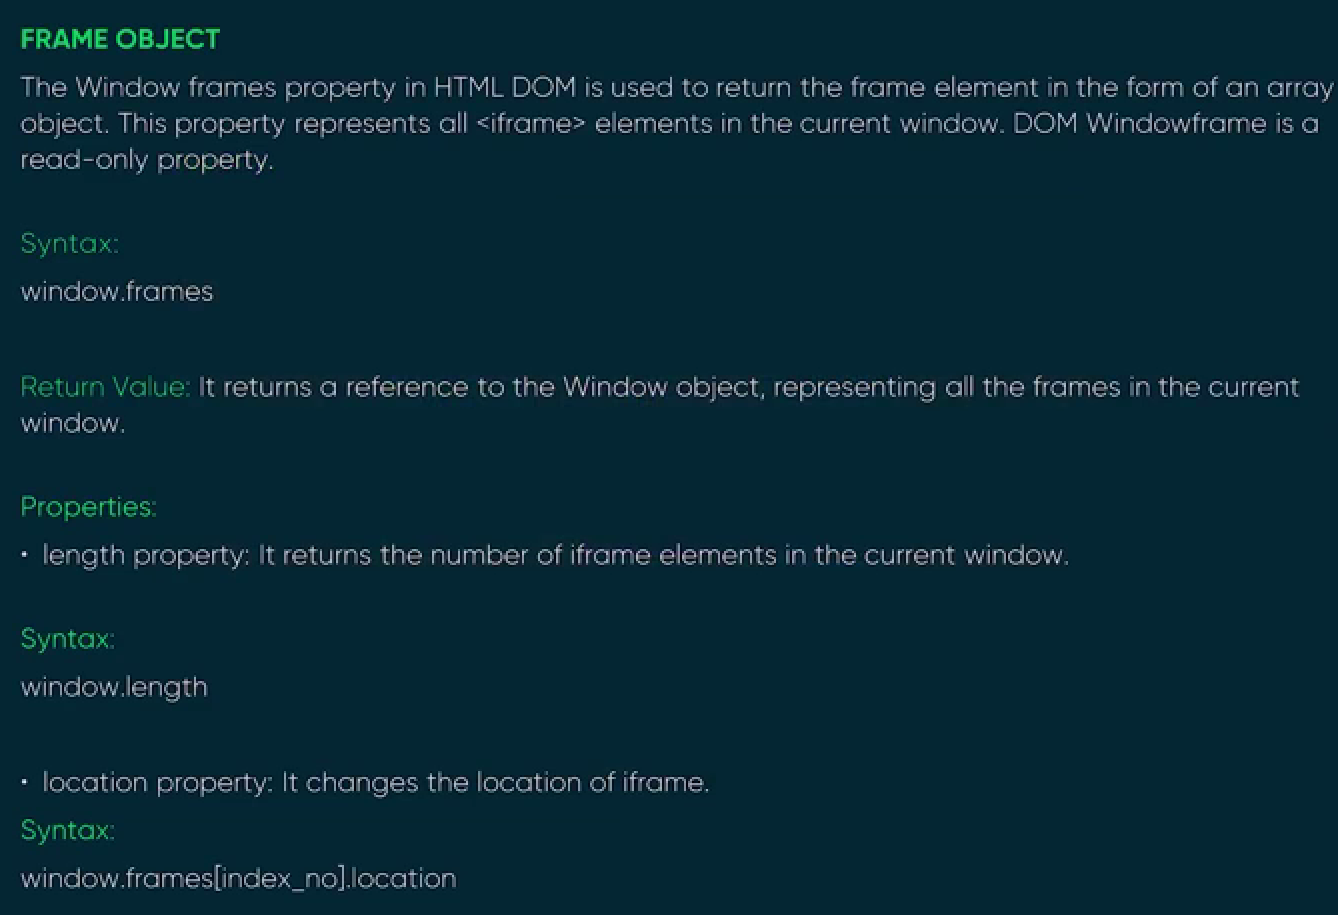 FRAME OBJECT
The Window frames property in HTML DOM is used to return the frame element in the form of an array
object. This property represents all <iframe> elements in the current window. DOM Windowframe is a
read-only property.
Syntax:
window.frames
Return Value: It returns a reference to the Window object, representing all the frames in the current
window.
Properties:
• length property: It returns the number of iframe elements in the current window.
Syntax:
window.length
• location property: It changes the location of iframe.
Syntax:
window.frames[index_no].location